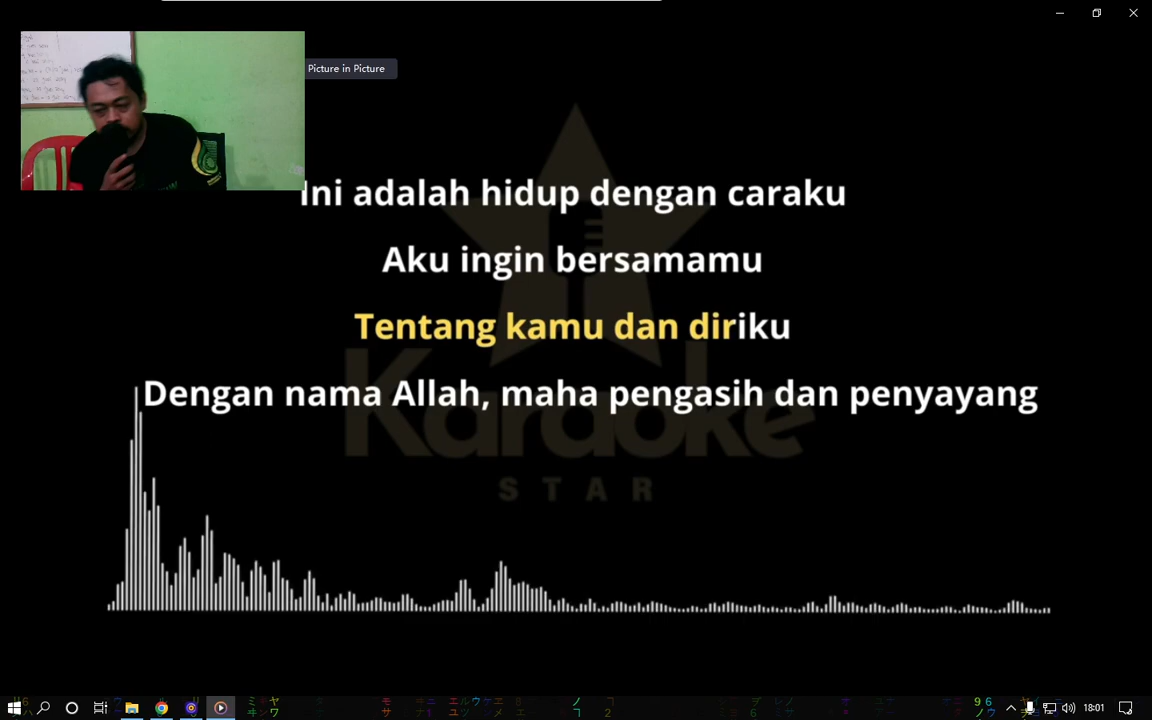 Picture in Picture
Ini adalah hidup dengan caraku
Aku ingin bersamamu
Tentang kamu dan diriku
Dengan nama Allah, maha pengasih dan penyayang
Karaoke
STAR
18:01